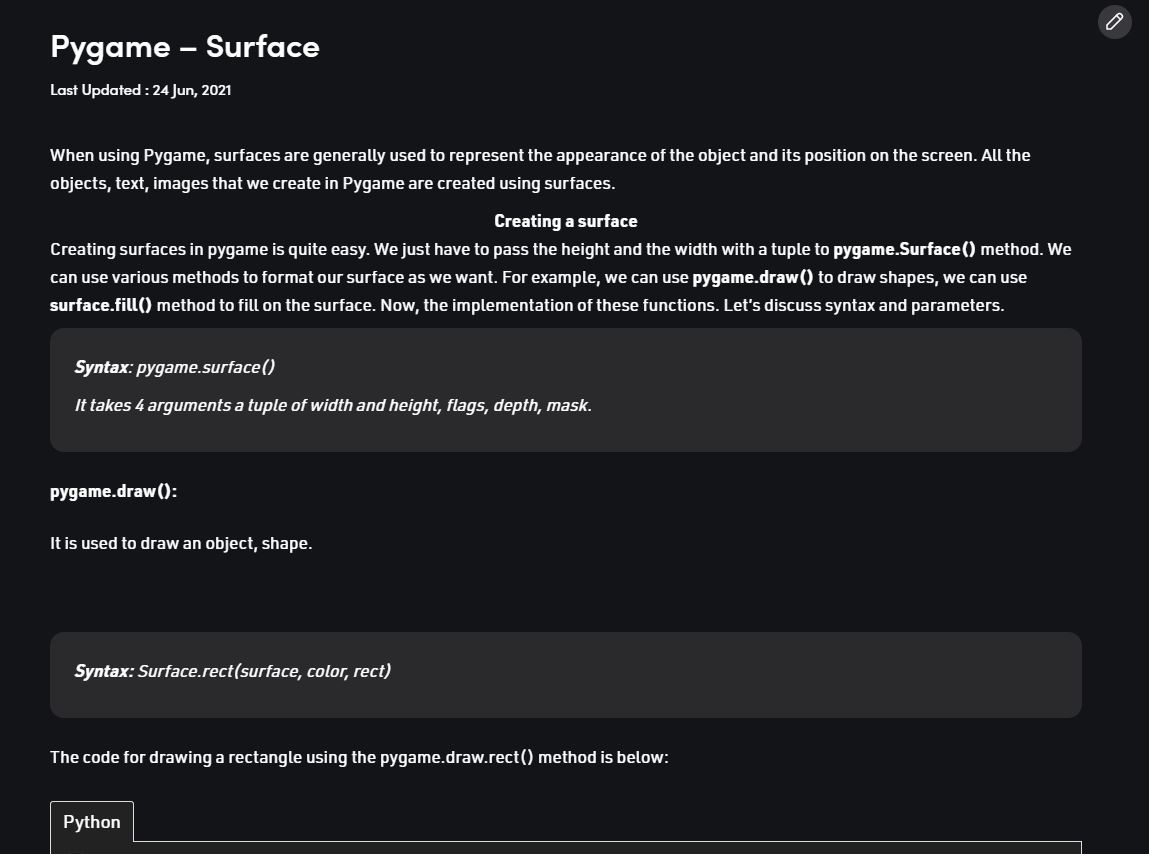 Pygame – Surface
Last Updated : 24 Jun, 2021
When using Pygame, surfaces are generally used to represent the appearance of the object and its position on the screen. All the
objects, text, images that we create in Pygame are created using surfaces.
Creating a surface
Creating surfaces in pygame is quite easy. We just have to pass the height and the width with a tuple to pygame.Surface() method. We
can use various methods to format our surface as we want. For example, we can use pygame.draw() to draw shapes, we can use
surface.fill() method to fill on the surface. Now, the implementation of these functions. Let’s discuss syntax and parameters.
Syntax: pygame.surface()
It takes 4 arguments a tuple of width and height, flags, depth, mask.
pygame.draw():
It is used to draw an object, shape.
Syntax: Surface.rect(surface, color, rect)
The code for drawing a rectangle using the pygame.draw.rect() method is below:
Python